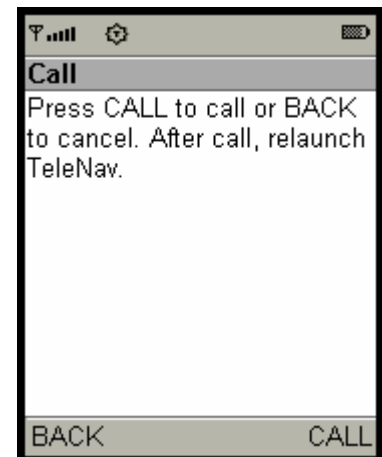 Call
Press CALL to call or BACK
to cancel. After call, relaunch
TeleNav.
BACK CALL